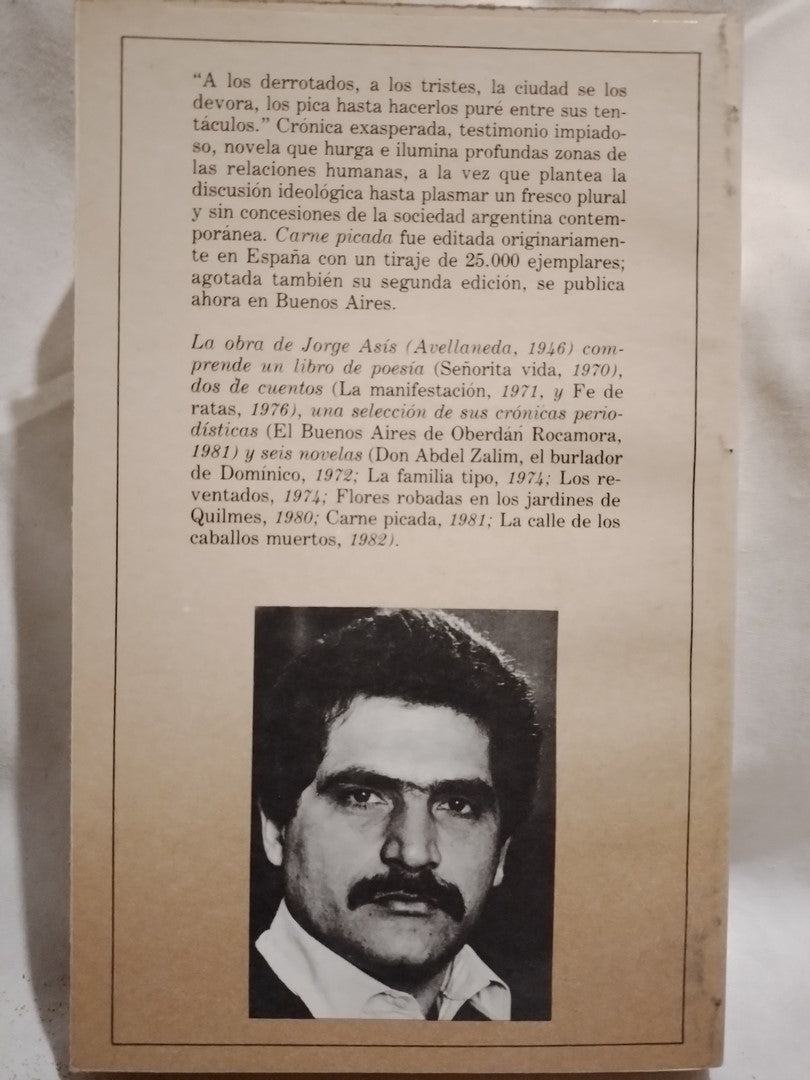 “A los derrotados, a los tristes, la ciudad se los
devora, los pica hasta hacerlos puré entre sus ten-
táculos.” Crónica exasperada, testimonio impiado-
so, novela que hurga e ilumina profundas zonas de
las relaciones humanas, a la vez que plantea la
discusión ideológica hasta plasmar un fresco plural
y sin concesiones de la sociedad argentina contem-
poránea. Carne picada fue editada originariamen-
te en España con un tiraje de 25.000 ejemplares;
agotada también su segunda edición, se publica
ahora en Buenos Aires.
La obra de Jorge Asís (Avellaneda, 1946) com-
prende un libro de poesía (Señorita vida, 1970),
dos de cuentos (La manifestación, 1971, y Fe de
ratas, 1976), una selección de sus crónicas perio-
dísticas (El Buenos Aires de Oberdán Rocamora,
1981) y seis novelas (Don Abdel Zalim, el burlador
de Domínico, 1972; La familia tipo, 1974; Los re-
ventados, 1974; Flores robadas en los jardines de
Quilmes, 1980; Carne picada, 1981; La calle de los
caballos muertos, 1982).